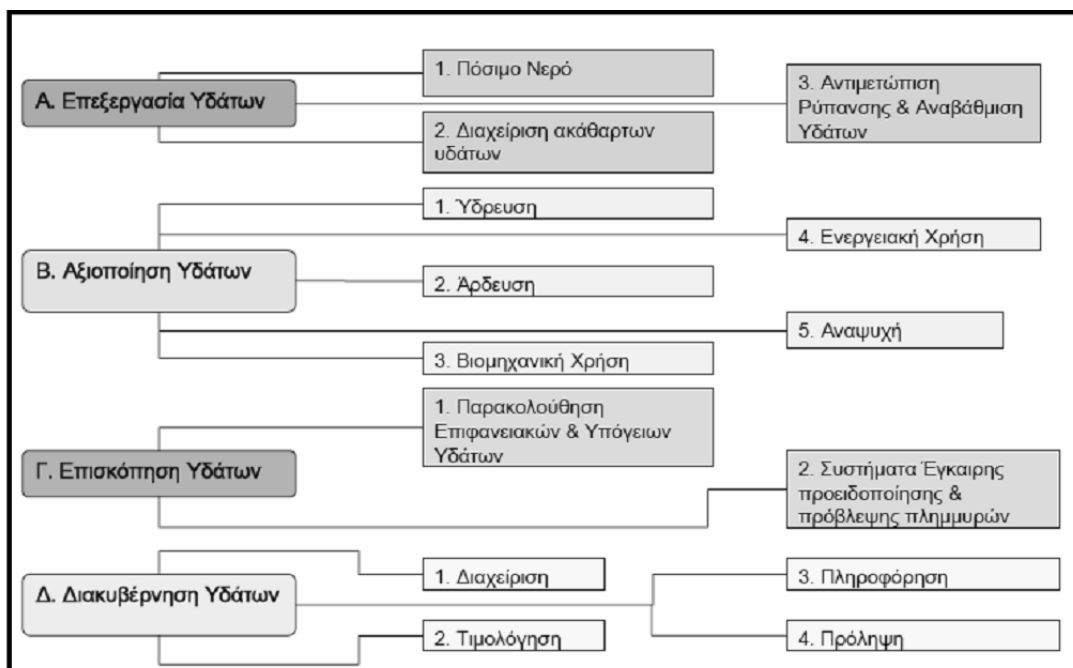 Α. Επεξεργασία Υδάτων
1. Πόσιμο Νερό
2. Διαχείριση ακάθαρτων
υδάτων
3. Αντιμετώπιση
Ρύπανσης & Αναβάθμιση
Υδάτων
Β. Αξιοποίηση Υδάτων
1. Ύδρευση
2. Άρδευση
3. Βιομηχανική Χρήση
4. Ενεργειακή Χρήση
5. Αναψυχή
Γ. Επισκόπηση Υδάτων
1. Παρακολούθηση
Επιφανειακών & Υπόγειων
Υδάτων
2. Συστήματα Έγκαιρης
προειδοποίησης &
πρόβλεψης πλημμυρών
Δ. Διακυβέρνηση Υδάτων
1. Διαχείριση
2. Τιμολόγηση
3. Πληροφόρηση
4. Πρόληψη